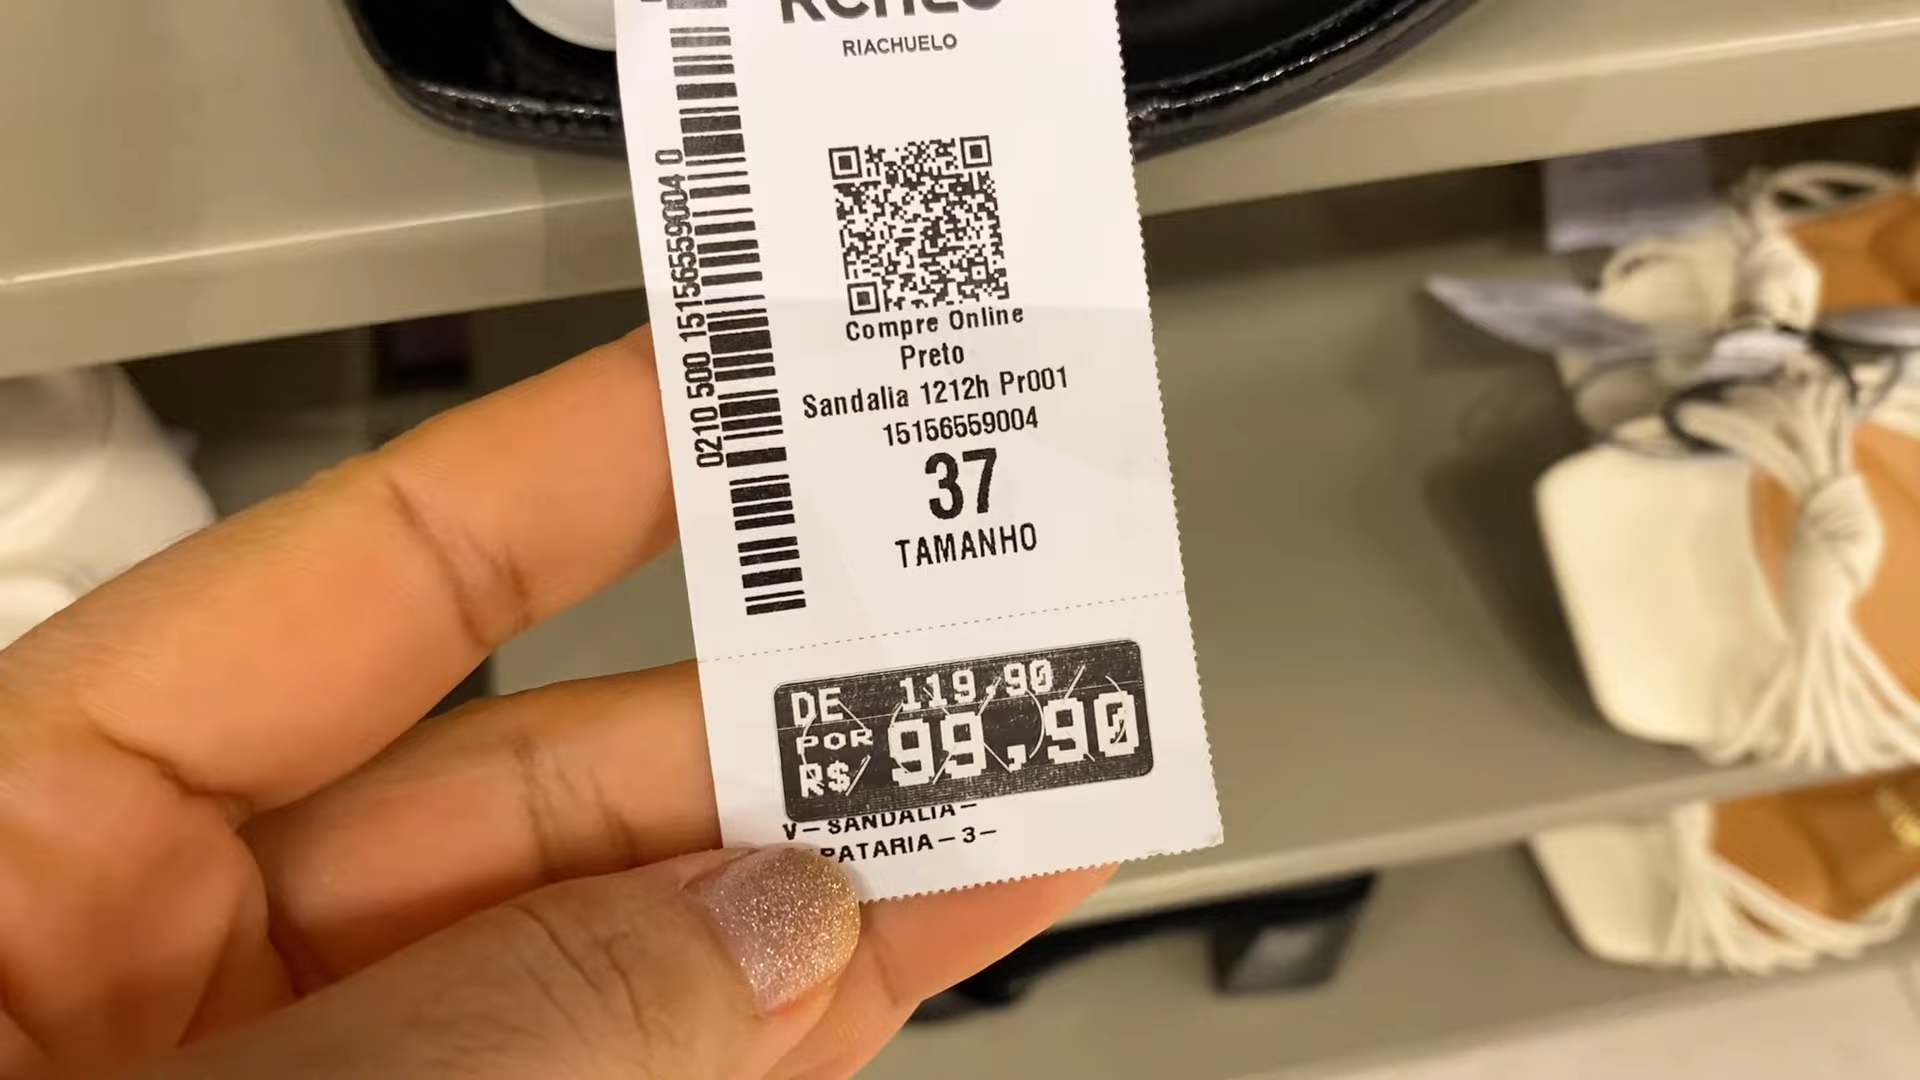 RCHLO
RIACHUELO
0210 500 15156559004 0
Compre Online
Preto
Sandalia 1212h Pr001
15156559004
37
TAMANHO
DE 119,90
POR
R$ 99,90
V- SANDALIA-
PATARIA-3-